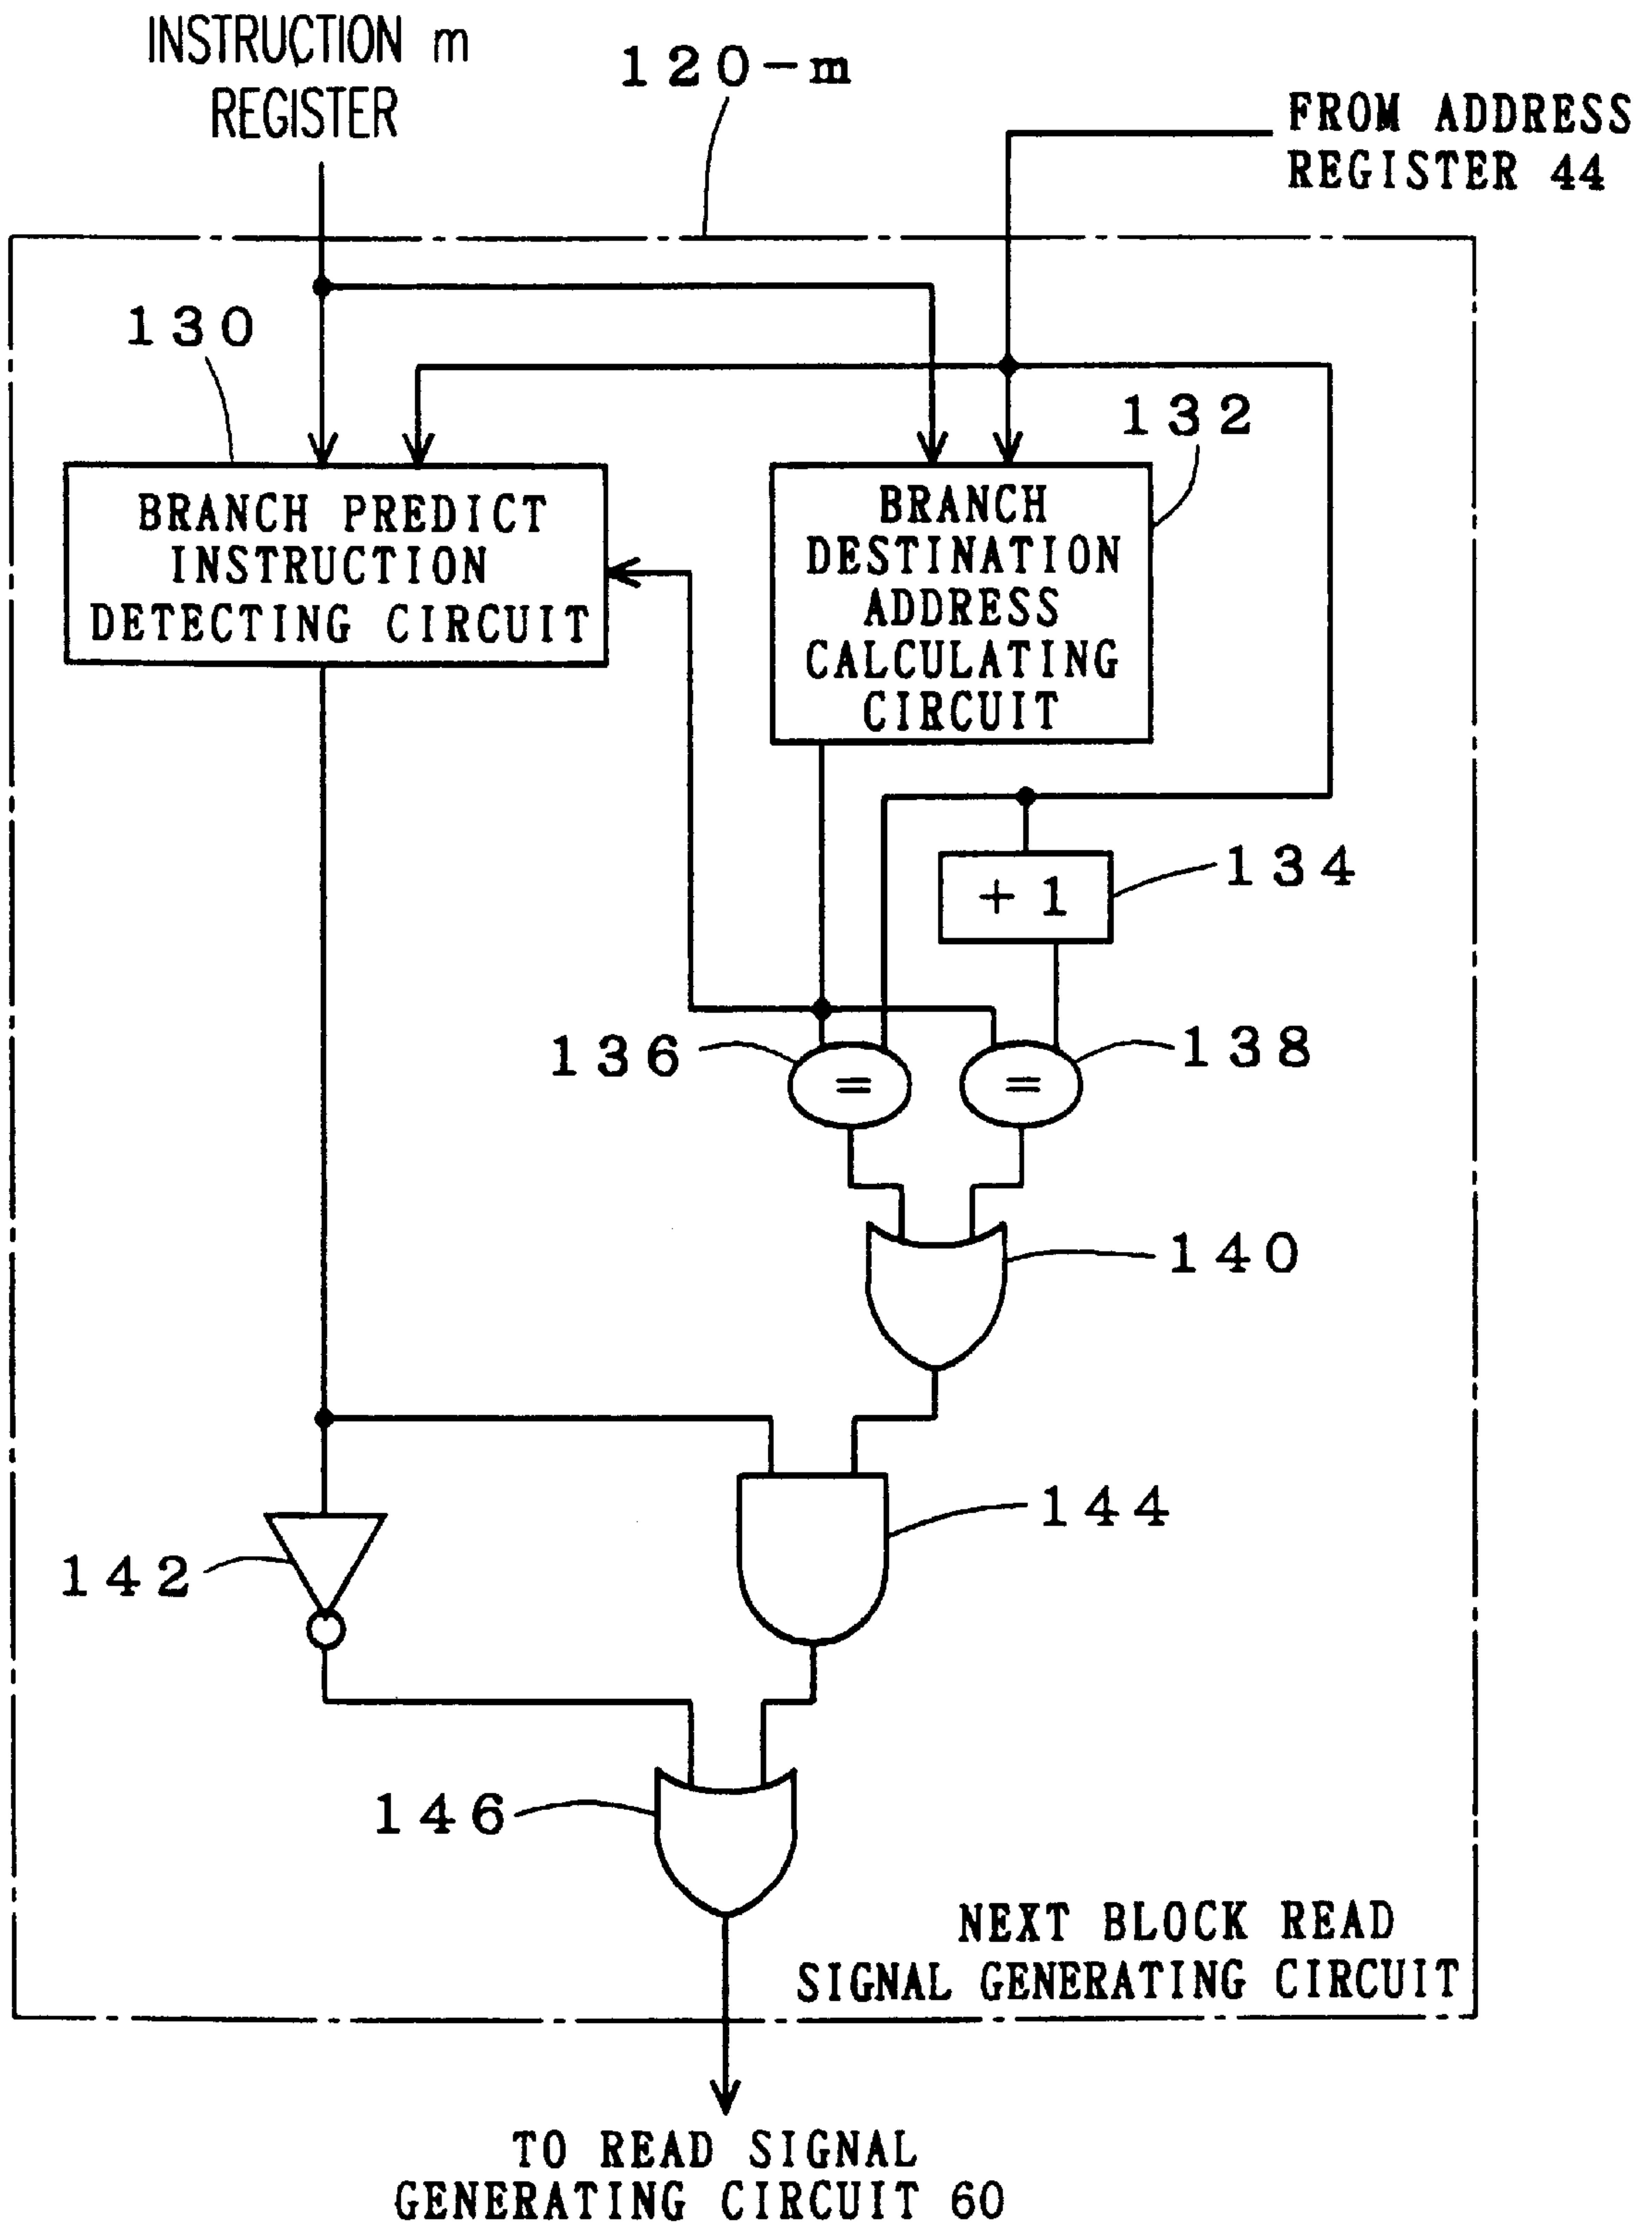 INSTRUCTION m
REGISTER
120-m
FROM ADDRESS
REGISTER 44
130
132
BRANCH PREDICT
INSTRUCTION
DETECTING CIRCUIT
BRANCH
DESTINATION
ADDRESS
CALCULATING
CIRCUIT
+ 1
134
136
=
=
138
140
144
142
146
NEXT BLOCK READ
SIGNAL GENERATING CIRCUIT
TO READ SIGNAL
GENERATING CIRCUIT 60